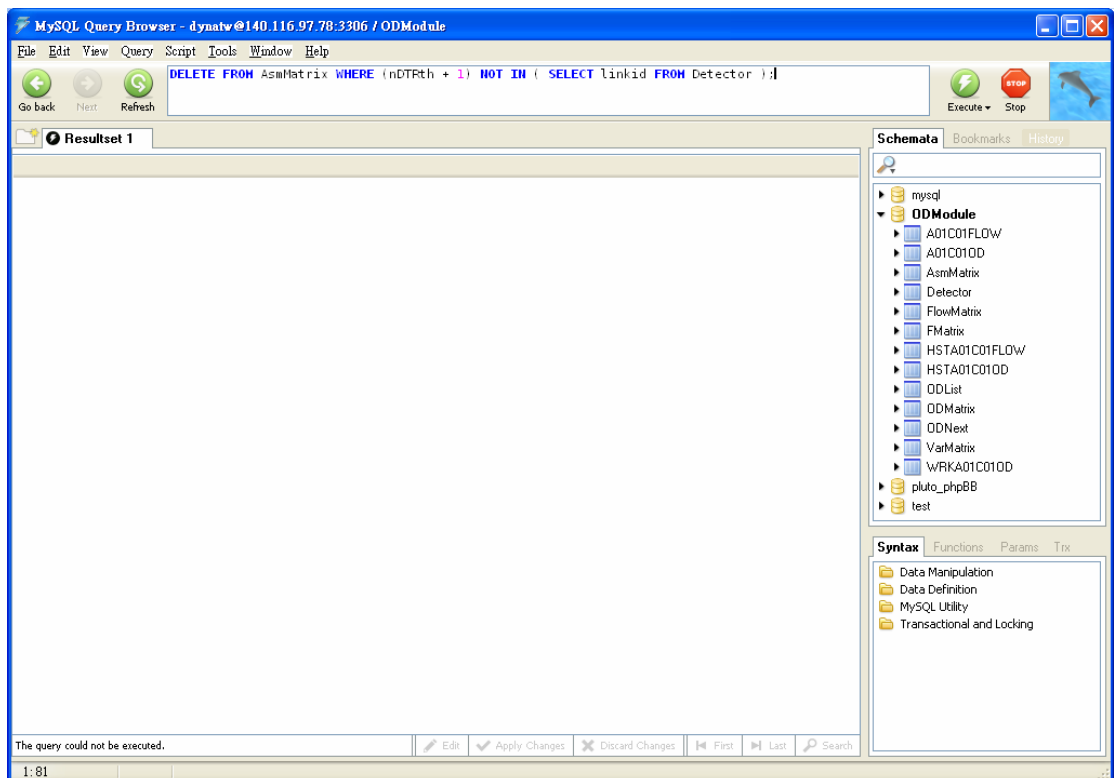 MySQL Query Browser - dynatw@140.116.97.78:3306 / ODModule
File Edit View Query Script Tools Window Help
DELETE FROM AsmMatrix WHERE (nDTRth + 1) NOT IN ( SELECT linkid FROM Detector );
Go back Next Refresh
Execute Stop
STOP
Resultset 1
Schemata Bookmarks History
mysql
ODModule
A01C01FLOW
A01C01OD
AsmMatrix
Detector
FlowMatrix
FMatrix
HSTA01C01FLOW
HSTA01C01OD
ODList
ODMatrix
ODNext
VarMatrix
WRKA01C01OD
pluto_phpBB
test
Syntax Functions Params Trx
Data Manipulation
Data Definition
MySQL Utility
Transactional and Locking
The query could not be executed.
Edit Apply Changes Discard Changes First Last Search
1: 81